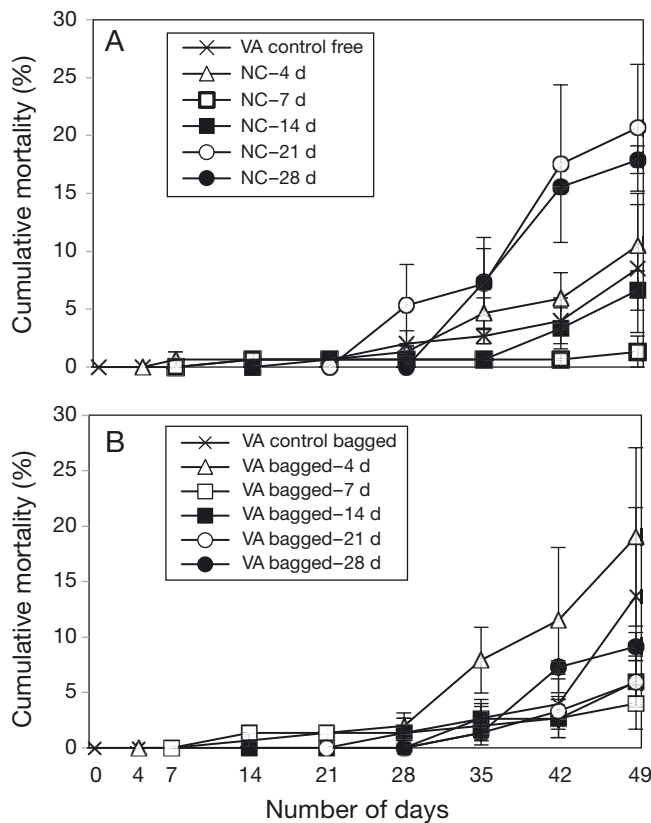 30
25
20
15
10
5
0
Cumulative mortality (%)
A
VA control free
NC–4 d
NC–7 d
NC–14 d
NC–21 d
NC–28 d
30
25
20
15
10
5
0
Cumulative mortality (%)
B
VA control bagged
VA bagged–4 d
VA bagged–7 d
VA bagged–14 d
VA bagged–21 d
VA bagged–28 d
0 4 7 14 21 28 35 42 49
Number of days